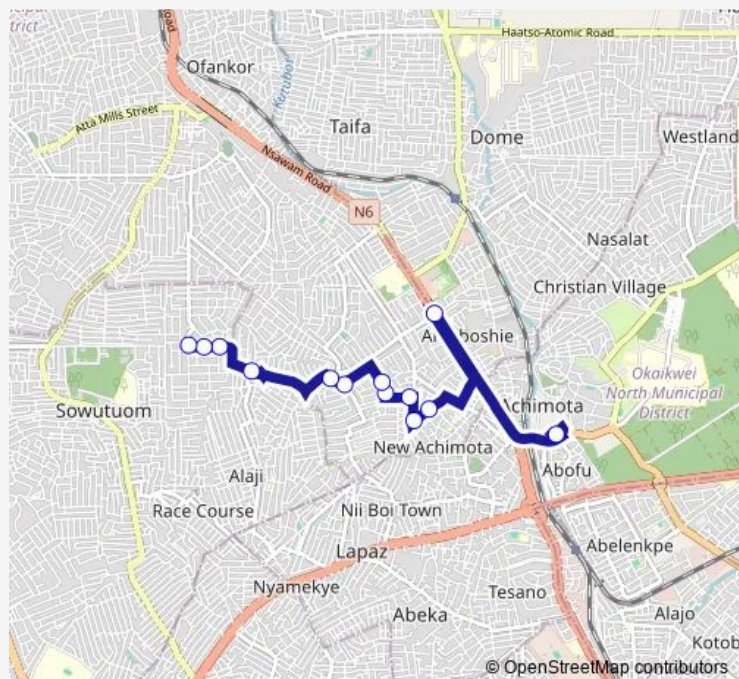 Haatso-Atomic Road
Ofankor
Kurubor
Atta Mills Street
Taifa
Dome
Westland
Nsawam Road
N6
Nasalat
Christian Village
Okaikwei
North Municipal
District
Sowutuom
Achimota
New Achimota
Abofu
Alaji
Race Course
Nii Boi Town
Lapaz
Abelenkpe
Nyamekye
Tesano
Abeka
Alajo
Kotob
© OpenStreetMap contributors